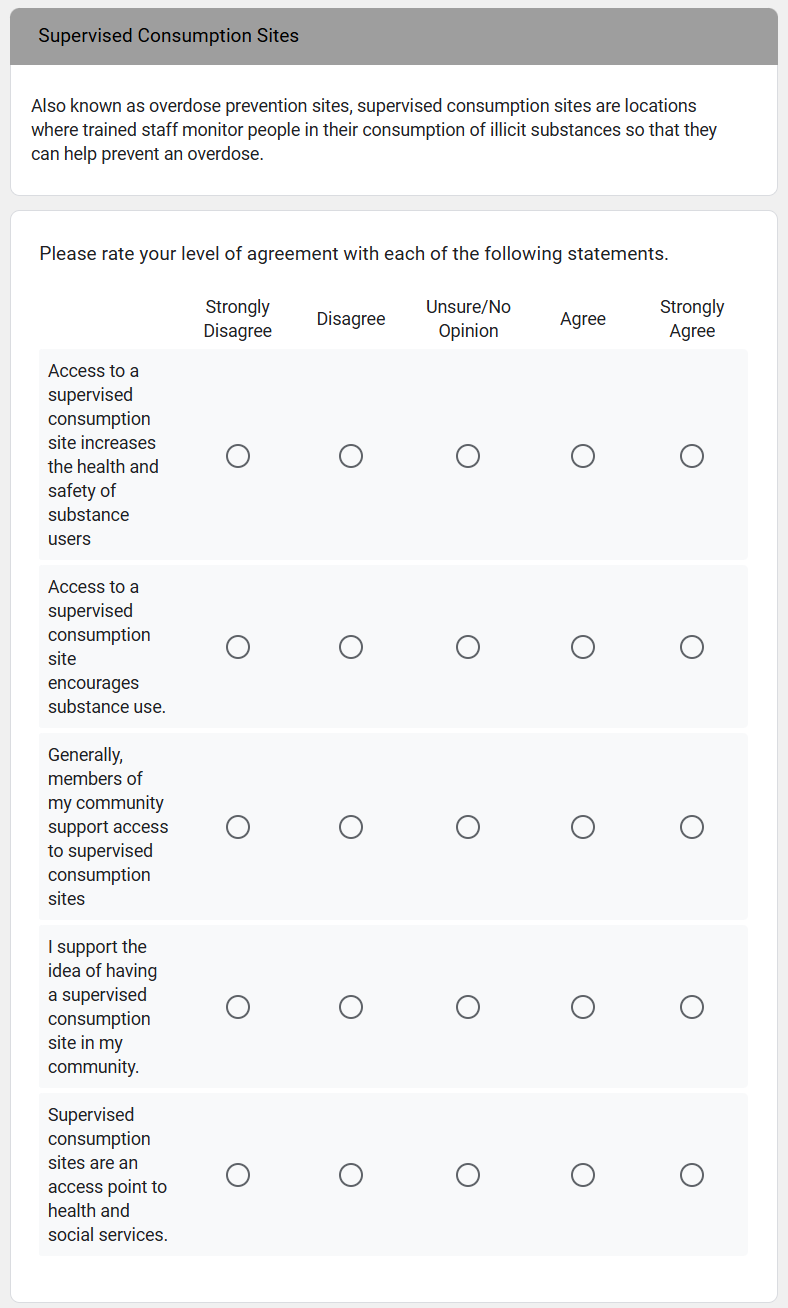 Supervised Consumption Sites
Also known as overdose prevention sites, supervised consumption sites are locations
where trained staff monitor people in their consumption of illicit substances so that they
can help prevent an overdose.
Please rate your level of agreement with each of the following statements.
Strongly
Disagree
Disagree
Unsure/No
Opinion
Agree
Strongly
Agree
Access to a
supervised
consumption
site increases
the health and
safety of
substance
users
Access to a
supervised
consumption
site
encourages
substance use.
Generally,
members of
my community
support access
to supervised
consumption
sites
I support the
idea of having
a supervised
consumption
site in my
community.
Supervised
consumption
sites are an
access point to
health and
social services.